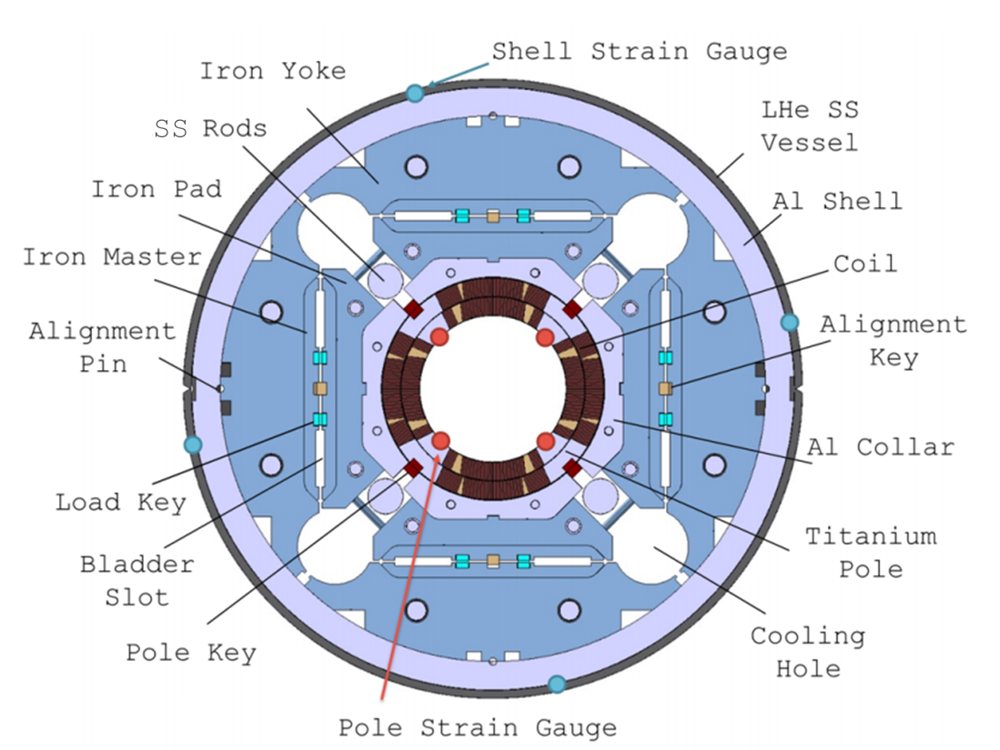 Shell Strain Gauge
Iron Yoke
LHe SS
Vessel
SS Rods
Iron Pad
Al Shell
Iron Master
Coil
Alignment
Pin
Alignment
Key
Al Collar
Load Key
Titanium
Pole
Bladder
Slot
Cooling
Hole
Pole Key
Pole Strain Gauge